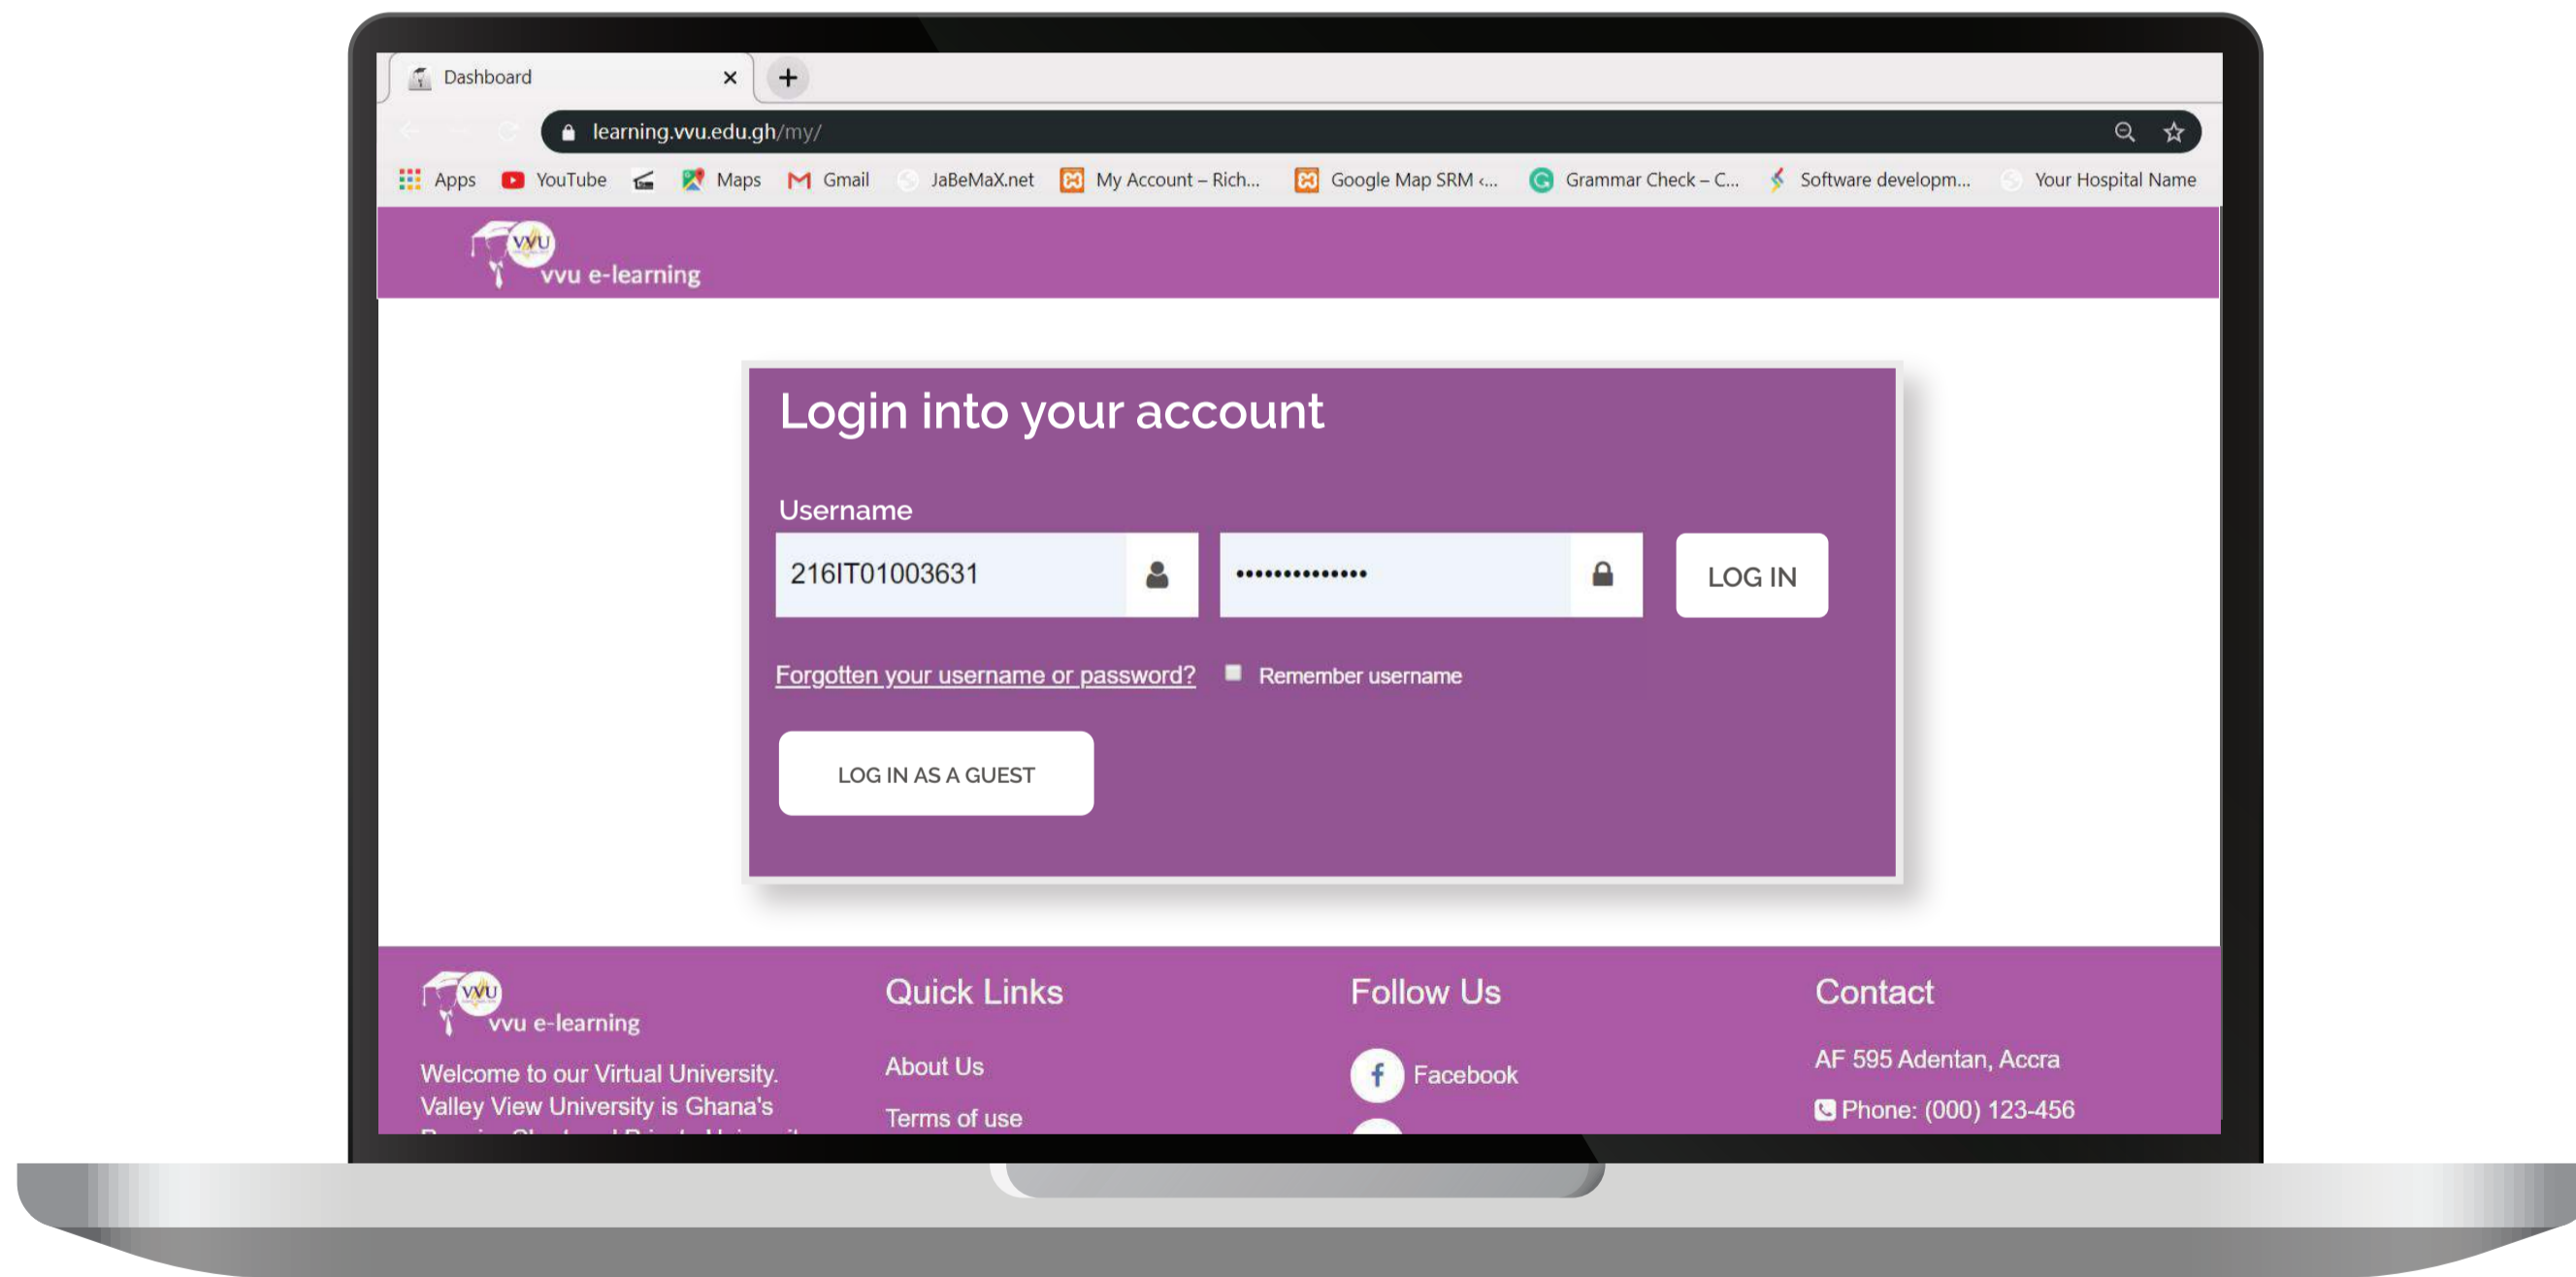 Dashboard
learning.vvu.edu.gh/my/
Apps YouTube Maps Gmail JaBeMaX.net My Account – Rich... Google Map SRM ‹... Grammar Check – C... Software developm... Your Hospital Name
VVU
vvu e-learning
Login into your account
Username
216IT01003631
LOG IN
Forgotten your username or password? Remember username
LOG IN AS A GUEST
VVU
vvu e-learning
Welcome to our Virtual University.
Valley View University is Ghana's
Quick Links
About Us
Terms of use
Follow Us
Facebook
Contact
AF 595 Adentan, Accra
Phone: (000) 123-456